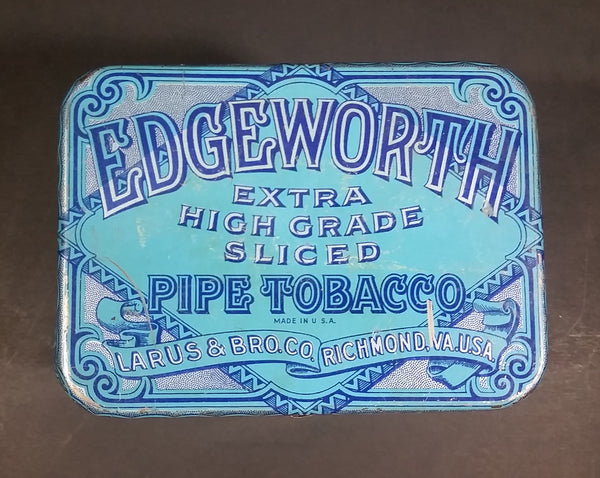 EDGEWORTH
EXTRA
HIGH GRADE
SLICED
PIPE TOBACCO
MADE IN U.S.A.
LARUS & BRO. CO. RICHMOND, VA. U.S.A.